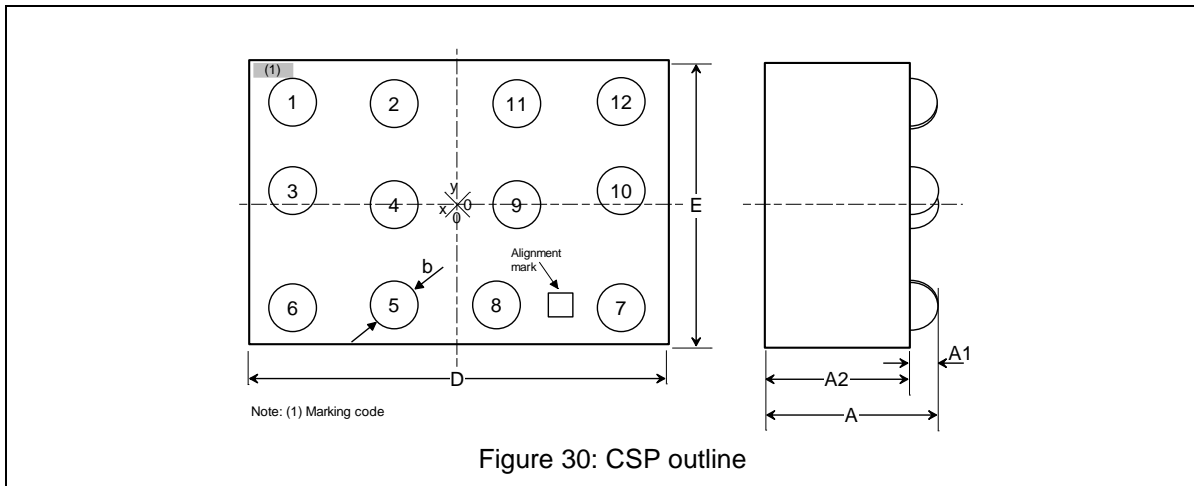 (1)
1 2 11 12
3 4 9 10
y
x 0
0
E
Alignment
mark
b
6 5 8 7
D
A1
A2
A
Note: (1) Marking code
Figure 30: CSP outline